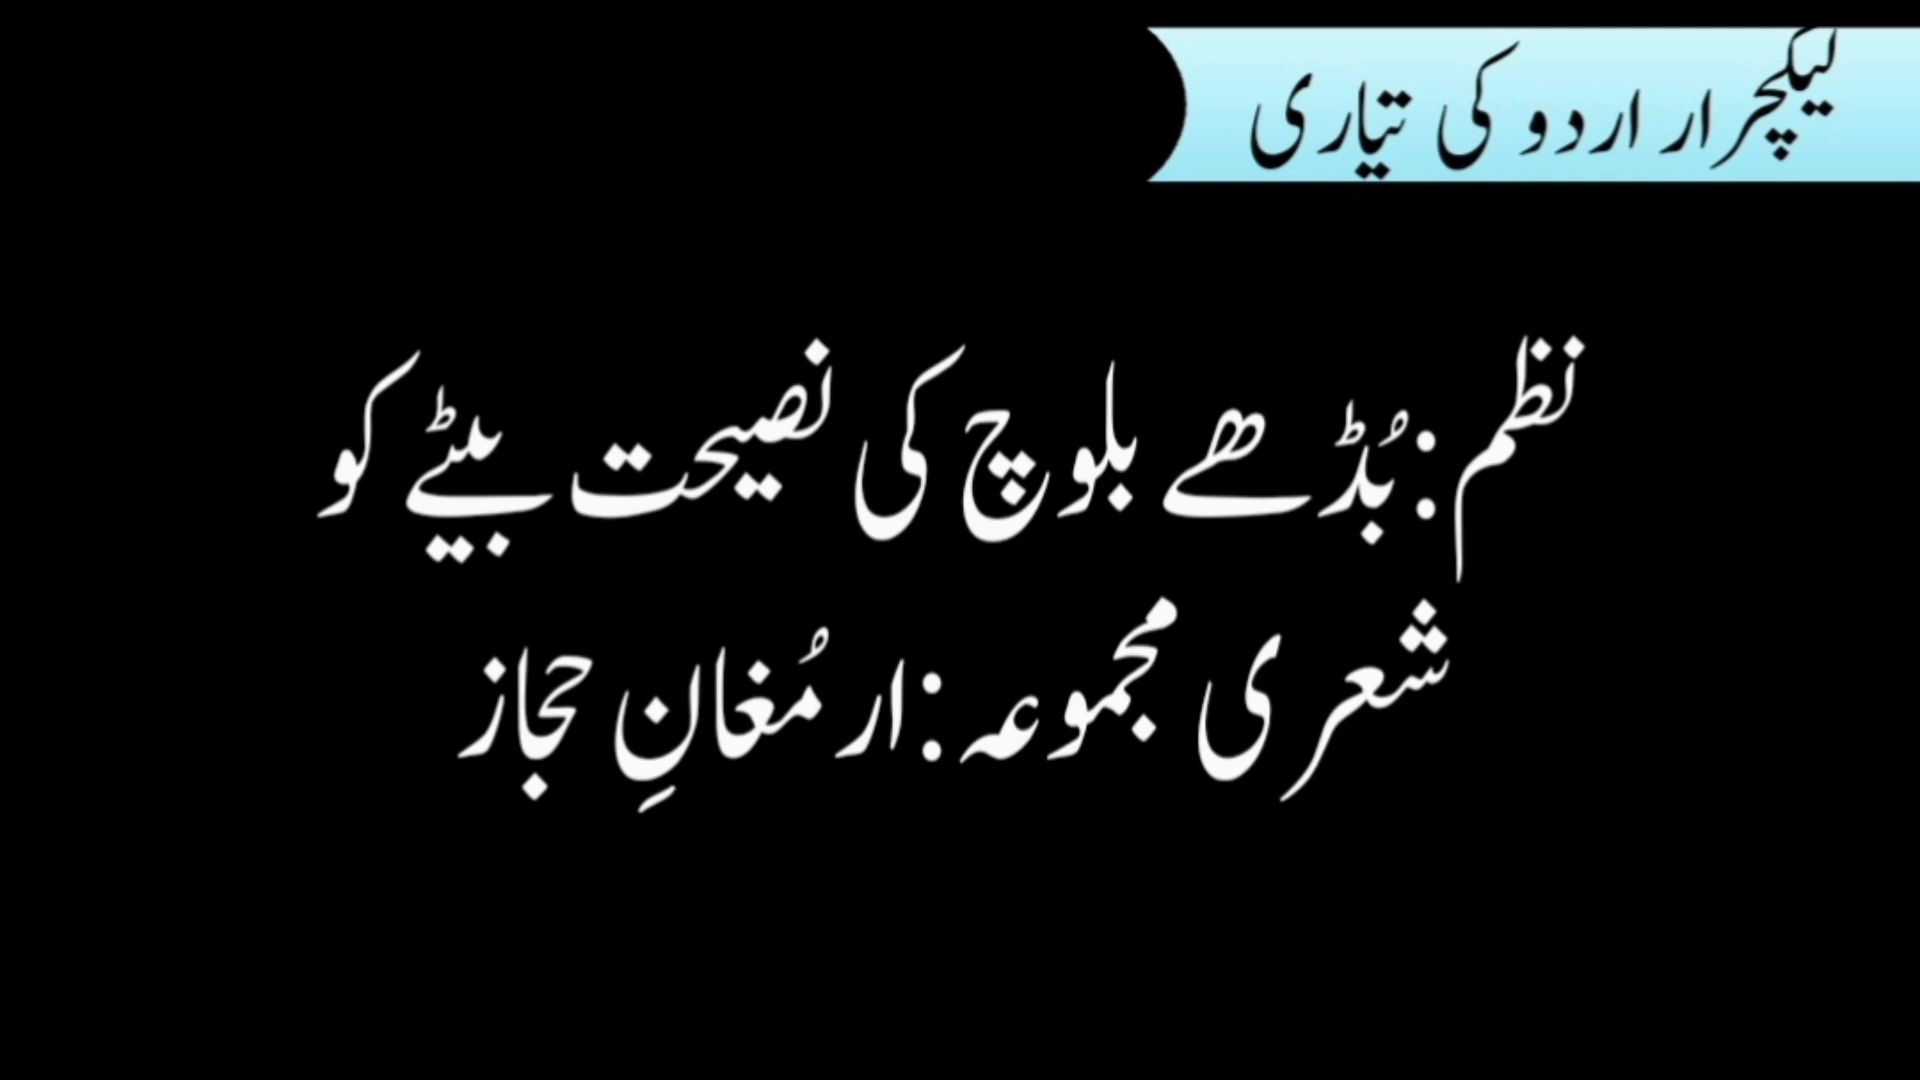 لیکچرار اردو کی تیاری
نظم: بُڈھے بلوچ کی نصیحت بیٹے کو
شعری مجموعہ: ارمُغانِ حجاز